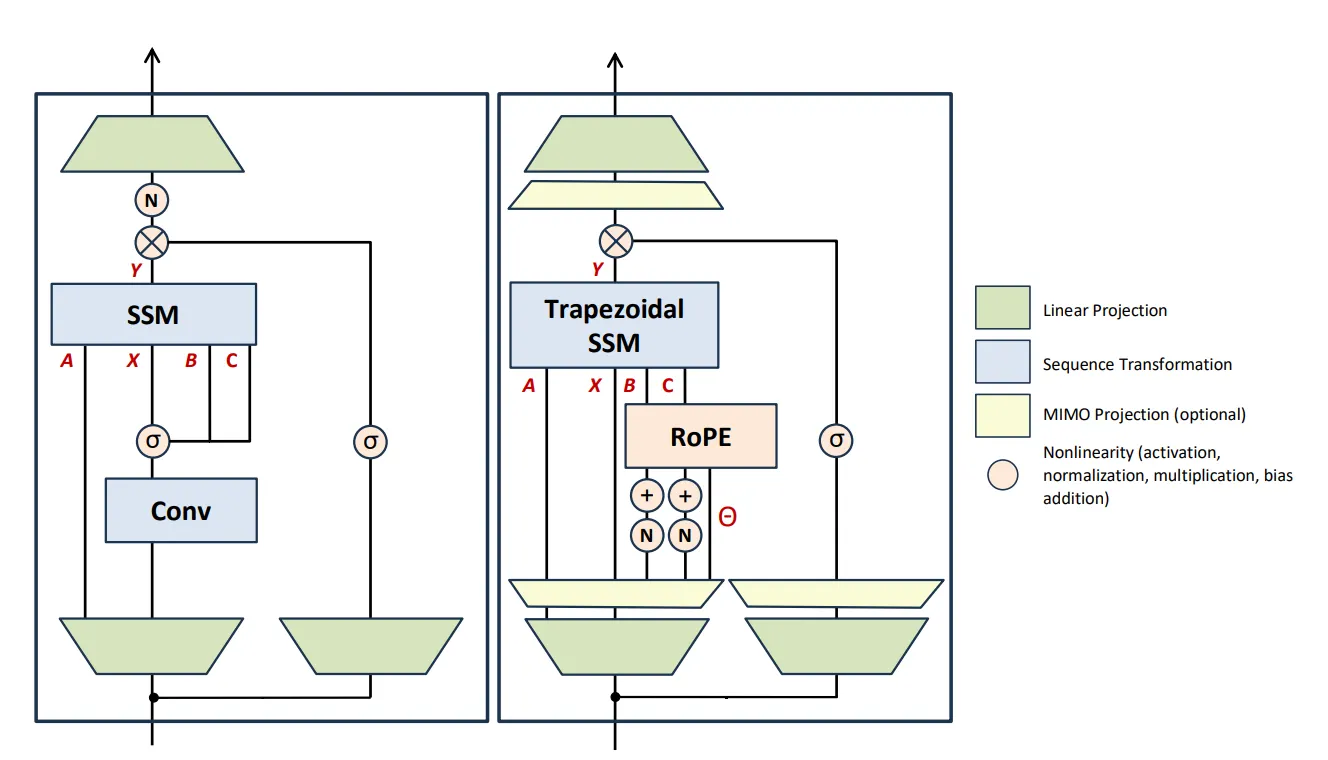 N
Y
SSM
A
X
B
C
σ
σ
Conv
Y
Trapezoidal
SSM
A
X
B
C
RoPE
σ
+
+
Θ
N
N
Linear Projection
Sequence Transformation
MIMO Projection (optional)
Nonlinearity (activation,
normalization, multiplication, bias
addition)